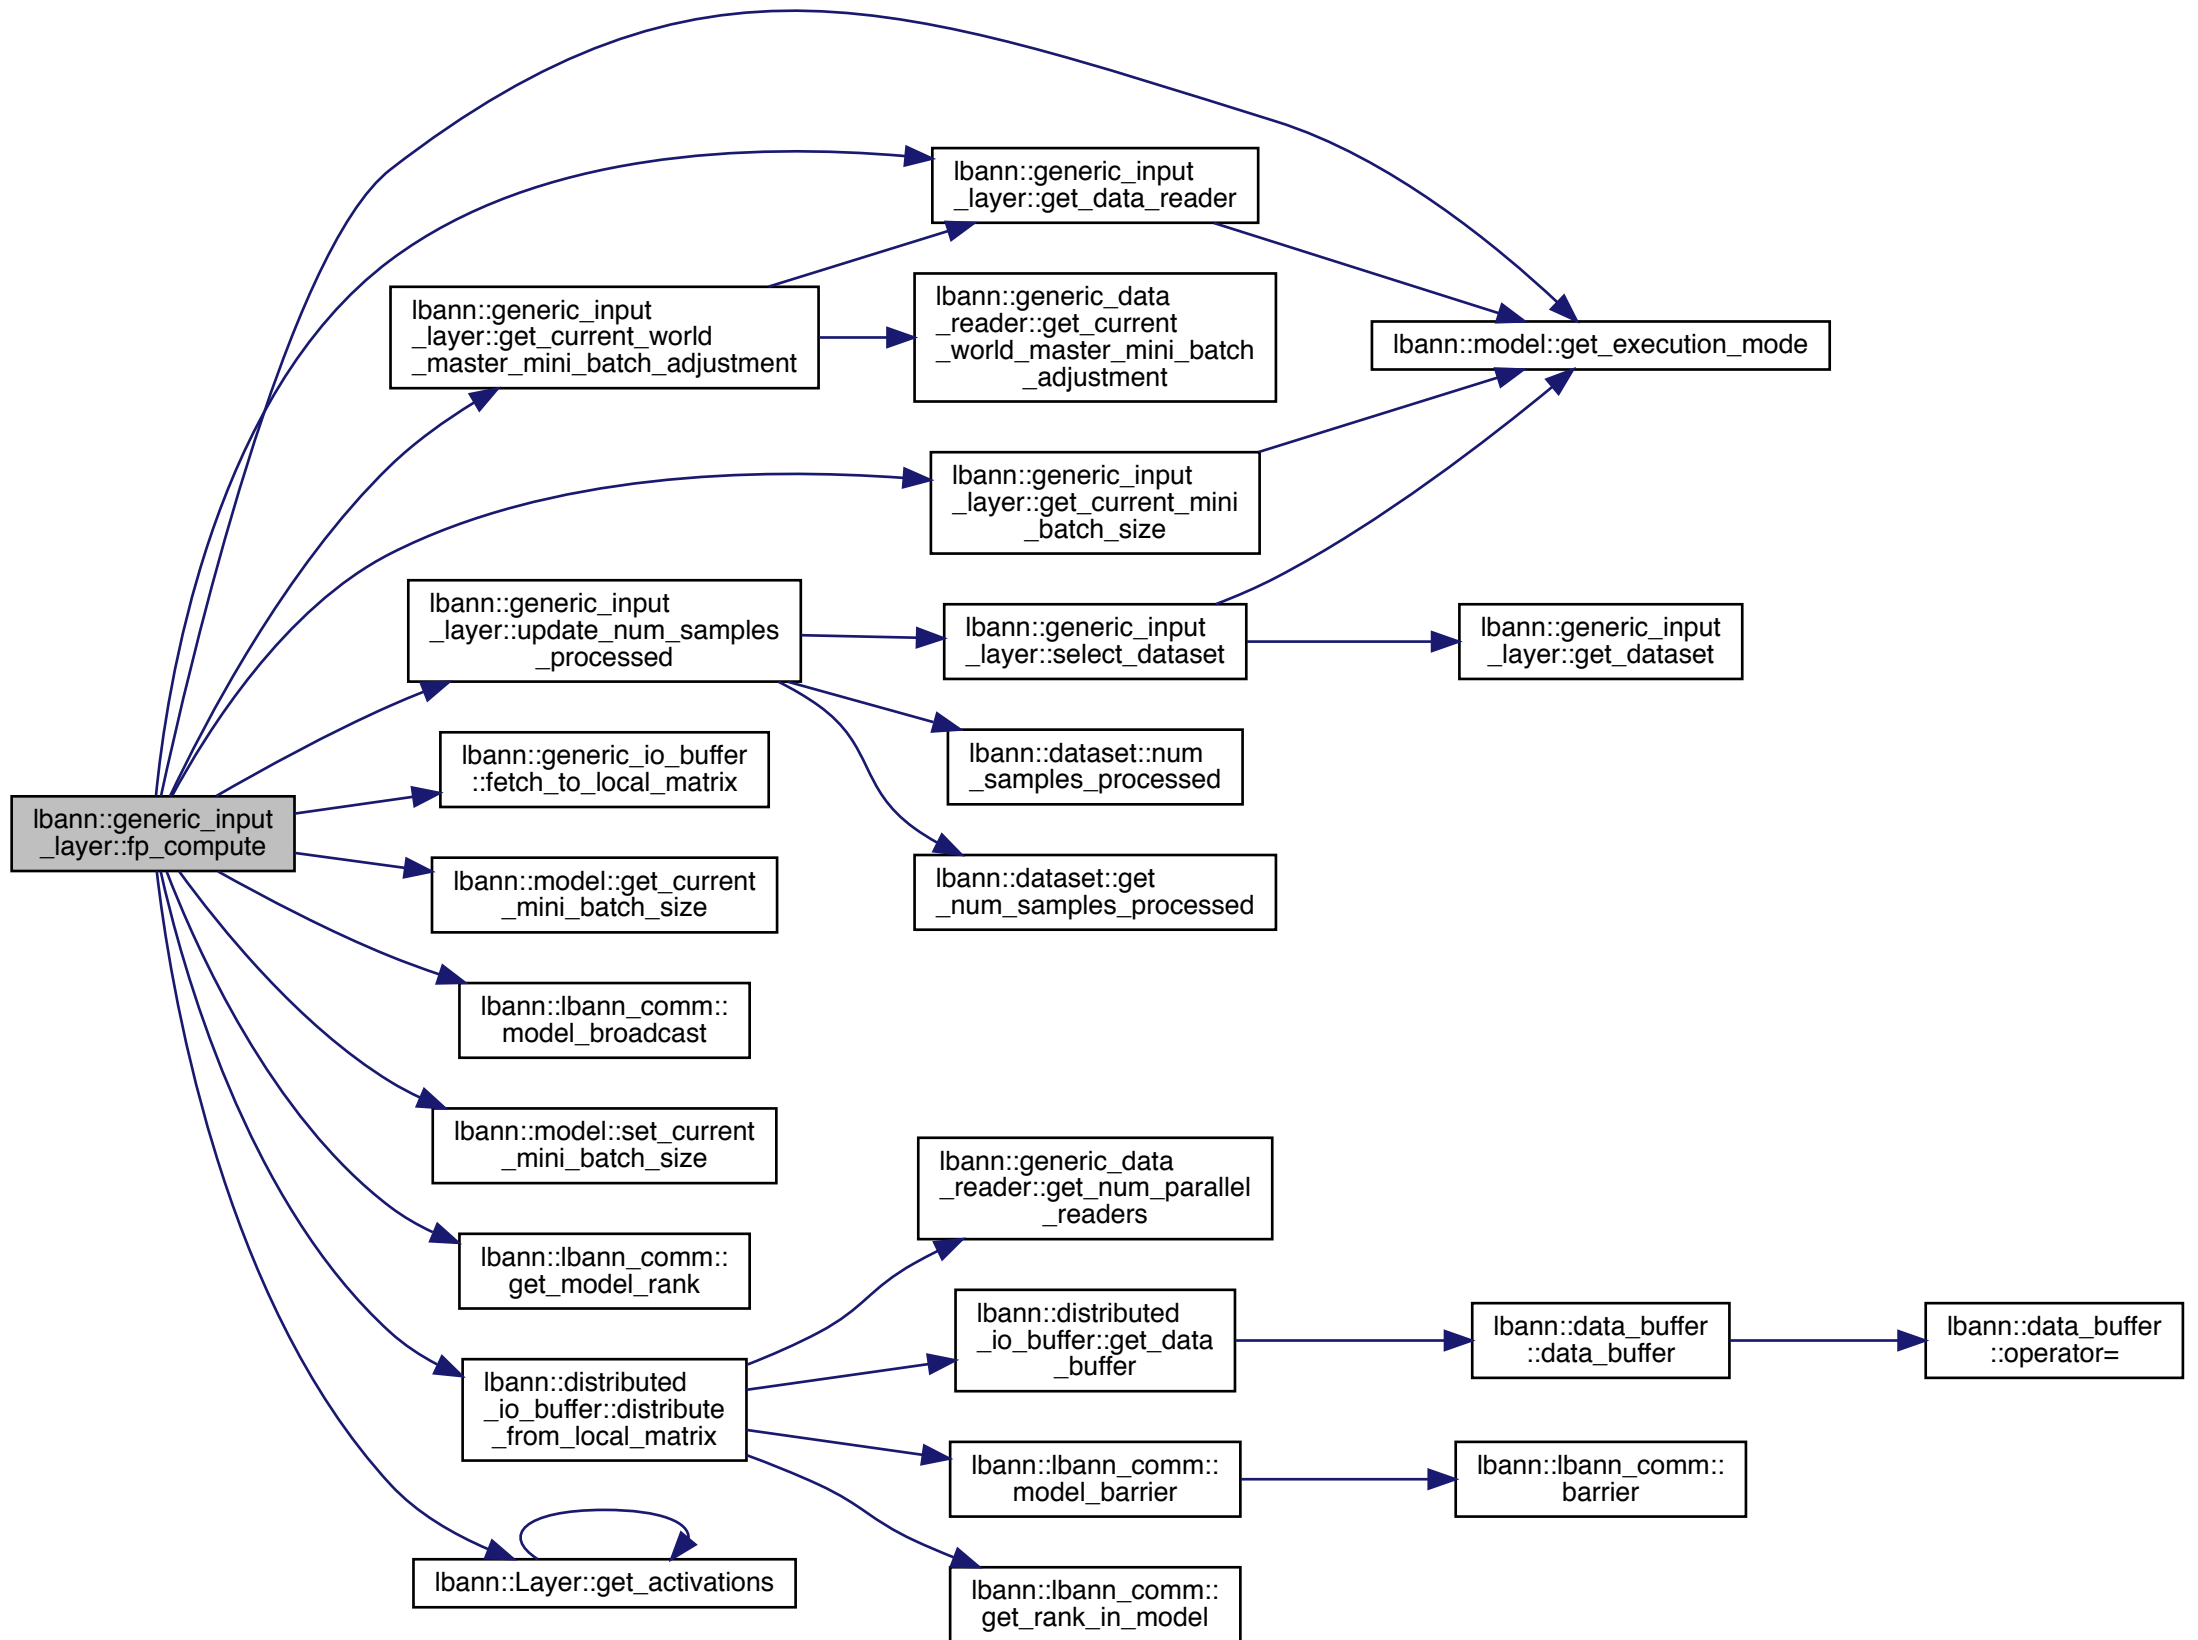 lbann::generic_input
_layer::fp_compute
lbann::generic_input
_layer::get_current_world
_master_mini_batch_adjustment
lbann::generic_input
_layer::update_num_samples
_processed
lbann::generic_io_buffer
::fetch_to_local_matrix
lbann::model::get_current
_mini_batch_size
lbann::lbann_comm::
model_broadcast
lbann::model::set_current
_mini_batch_size
lbann::lbann_comm::
get_model_rank
lbann::distributed
_io_buffer::distribute
_from_local_matrix
lbann::Layer::get_activations
lbann::generic_input
_layer::get_data_reader
lbann::generic_data
_reader::get_current
_world_master_mini_batch
_adjustment
lbann::generic_input
_layer::get_current_mini
_batch_size
lbann::generic_input
_layer::select_dataset
lbann::dataset::num
_samples_processed
lbann::dataset::get
_num_samples_processed
lbann::generic_data
_reader::get_num_parallel
_readers
lbann::distributed
_io_buffer::get_data
_buffer
lbann::lbann_comm::
model_barrier
lbann::lbann_comm::
get_rank_in_model
lbann::model::get_execution_mode
lbann::generic_input
_layer::get_dataset
lbann::data_buffer
::data_buffer
lbann::lbann_comm::
barrier
lbann::data_buffer
::operator=